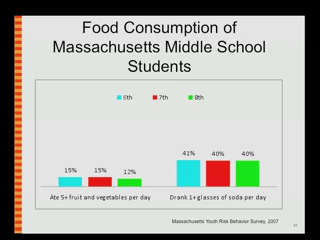 Food Consumption of
Massachusetts Middle School
Students
6th 7th 8th
15% 15% 12% 41% 40% 40%
Ate 5+fruit and vegetables per day Drank 1+glasses of soda per day
Massachusetts Youth Risk Behavior Survey, 2007